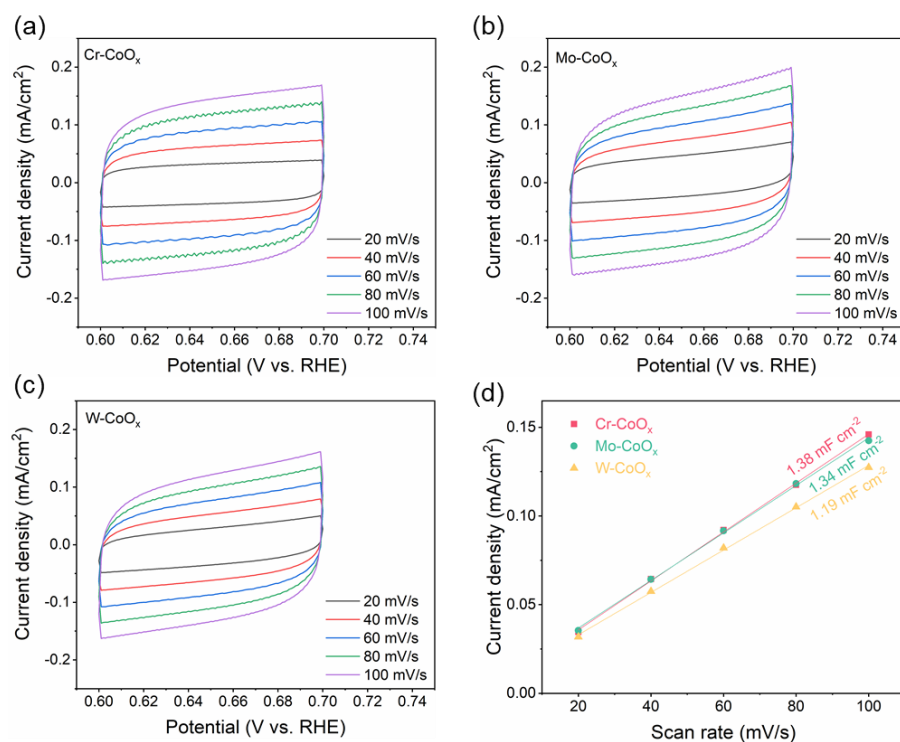 (a)
Cr-CoOₓ
0.2
0.1
0.0
-0.1
-0.2
Current density (mA/cm²)
20 mV/s
40 mV/s
60 mV/s
80 mV/s
100 mV/s
0.60 0.62 0.64 0.66 0.68 0.70 0.72 0.74
Potential (V vs. RHE)
(b)
Mo-CoOₓ
0.2
0.1
0.0
-0.1
-0.2
Current density (mA/cm²)
20 mV/s
40 mV/s
60 mV/s
80 mV/s
100 mV/s
0.60 0.62 0.64 0.66 0.68 0.70 0.72 0.74
Potential (V vs. RHE)
(c)
W-CoOₓ
0.2
0.1
0.0
-0.1
-0.2
Current density (mA/cm²)
20 mV/s
40 mV/s
60 mV/s
80 mV/s
100 mV/s
0.60 0.62 0.64 0.66 0.68 0.70 0.72 0.74
Potential (V vs. RHE)
(d)
Cr-CoOₓ
Mo-CoOₓ
W-CoOₓ
1.38 mF cm⁻²
1.34 mF cm⁻²
1.19 mF cm⁻²
0.15
0.10
0.05
0.00
Current density (mA/cm²)
20 40 60 80 100
Scan rate (mV/s)